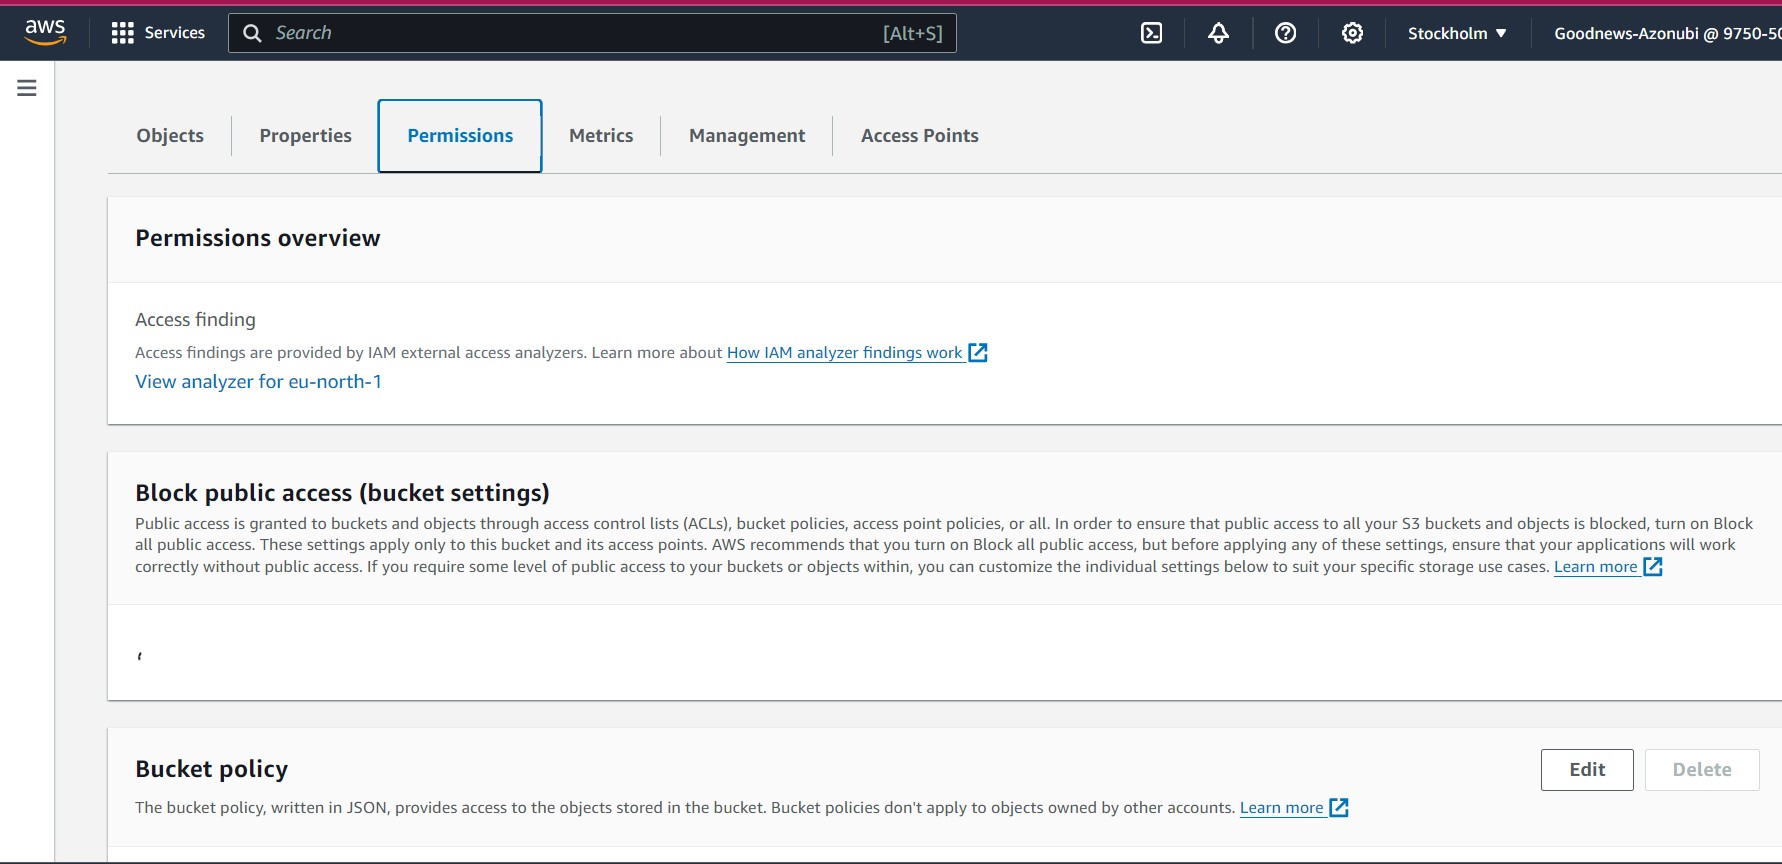 aws
Services
Search
[Alt+S]
Stockholm ▼
Goodnews-Azonubi @ 9750-50
Objects
Properties
Permissions
Metrics
Management
Access Points
Permissions overview
Access finding
Access findings are provided by IAM external access analyzers. Learn more about How IAM analyzer findings work
View analyzer for eu-north-1
Block public access (bucket settings)
Public access is granted to buckets and objects through access control lists (ACLs), bucket policies, access point policies, or all. In order to ensure that public access to all your S3 buckets and objects is blocked, turn on Block
all public access. These settings apply only to this bucket and its access points. AWS recommends that you turn on Block all public access, but before applying any of these settings, ensure that your applications will work
correctly without public access. If you require some level of public access to your buckets or objects within, you can customize the individual settings below to suit your specific storage use cases. Learn more
Bucket policy
Edit
Delete
The bucket policy, written in JSON, provides access to the objects stored in the bucket. Bucket policies don't apply to objects owned by other accounts. Learn more